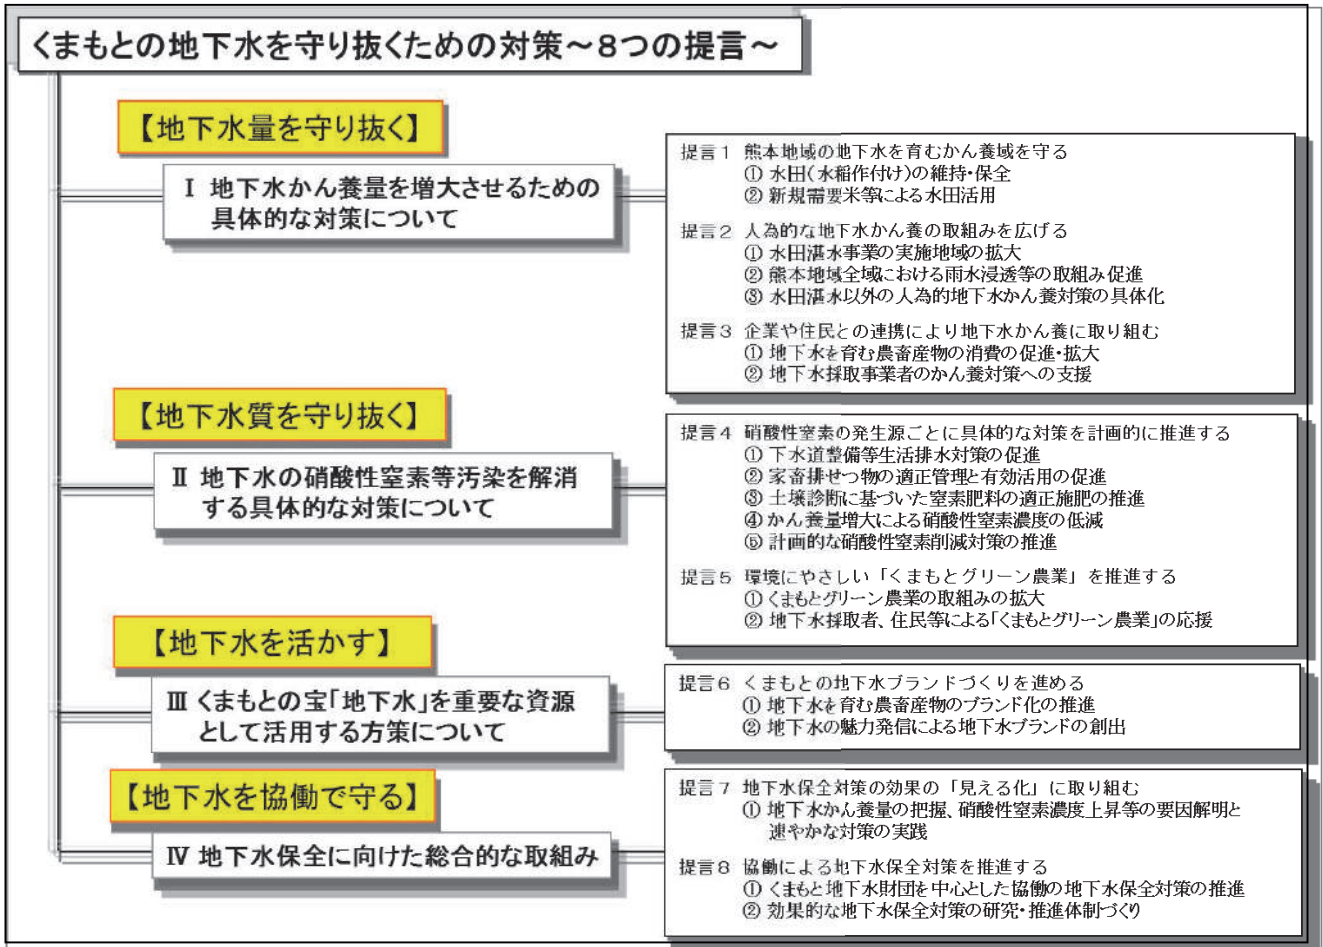 くまもとの地下水を守り抜くための対策～８つの提言～
【地下水量を守り抜く】
Ⅰ 地下水かん養量を増大させるための
具体的な対策について
提言１ 熊本地域の地下水を育むかん養域を守る
① 水田（水稲作付け）の維持・保全
② 新規需要米等による水田活用
提言２ 人為的な地下水かん養の取組みを広げる
① 水田湛水事業の実施地域の拡大
② 熊本地域全域における雨水浸透等の取組み促進
③ 水田湛水以外の人為的地下水かん養対策の具体化
提言３ 企業や住民との連携により地下水かん養に取り組む
① 地下水を育む農畜産物の消費の促進・拡大
② 地下水採取事業者のかん養対策への支援
【地下水質を守り抜く】
Ⅱ 地下水の硝酸性窒素等汚染を解消
する具体的な対策について
提言４ 硝酸性窒素の発生源ごとに具体的な対策を計画的に推進する
① 下水道整備等生活排水対策の促進
② 家畜排せつ物の適正管理と有効活用の促進
③ 土壌診断に基づいた窒素肥料の適正施肥の推進
④ かん養量増大による硝酸性窒素濃度の低減
⑤ 計画的な硝酸性窒素削減対策の推進
提言５ 環境にやさしい「くまもとグリーン農業」を推進する
① くまもとグリーン農業の取組みの拡大
② 地下水採取者、住民等による「くまもとグリーン農業」の応援
【地下水を活かす】
Ⅲ くまもとの宝「地下水」を重要な資源
として活用する方策について
提言６ くまもとの地下水ブランドづくりを進める
① 地下水を育む農畜産物のブランド化の推進
② 地下水の魅力発信による地下水ブランドの創出
【地下水を協働で守る】
Ⅳ 地下水保全に向けた総合的な取組み
提言７ 地下水保全対策の効果の「見える化」に取り組む
① 地下水かん養量の把握、硝酸性窒素濃度上昇等の要因解明と
速やかな対策の実践
提言８ 協働による地下水保全対策を推進する
① くまもと地下水財団を中心とした協働の地下水保全対策の推進
② 効果的な地下水保全対策の研究・推進体制づくり